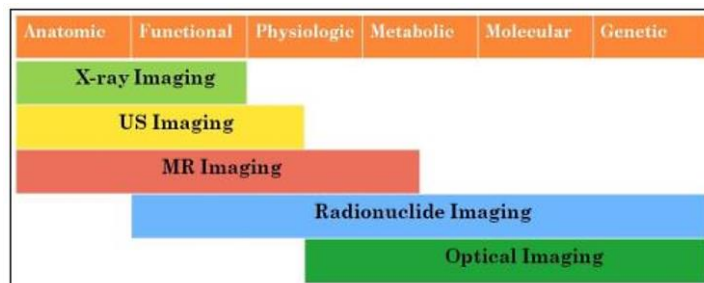 Anatomic Functional Physiologic Metabolic Molecular Genetic
X-ray Imaging
US Imaging
MR Imaging
Radionuclide Imaging
Optical Imaging